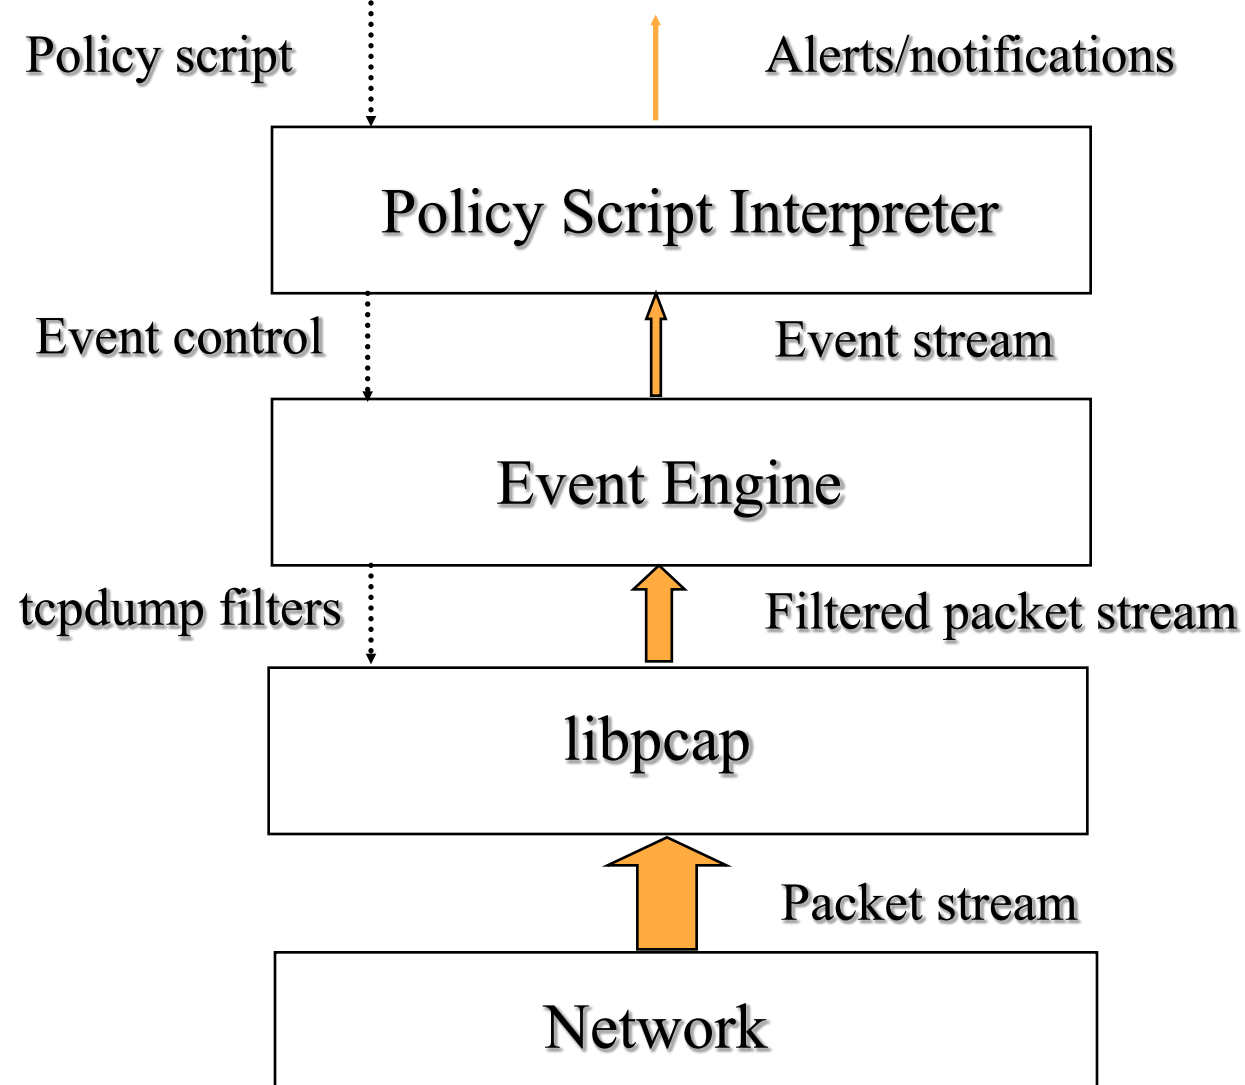 Policy script
Alerts/notifications
Policy Script Interpreter
Event control
Event stream
Event Engine
tcpdump filters
Filtered packet stream
libpcap
Packet stream
Network